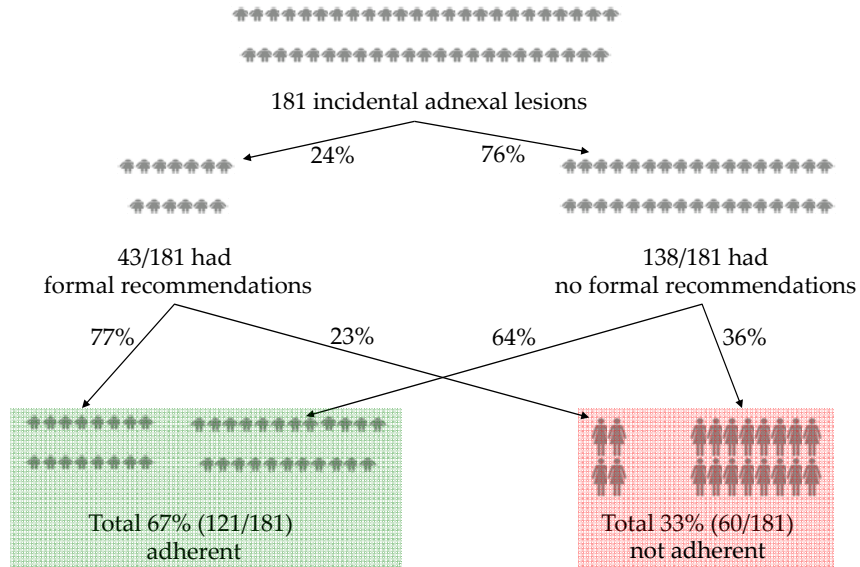 181 incidental adnexal lesions
24%
76%
43/181 had
formal recommendations
138/181 had
no formal recommendations
77%
23%
64%
36%
Total 67% (121/181)
adherent
Total 33% (60/181)
not adherent